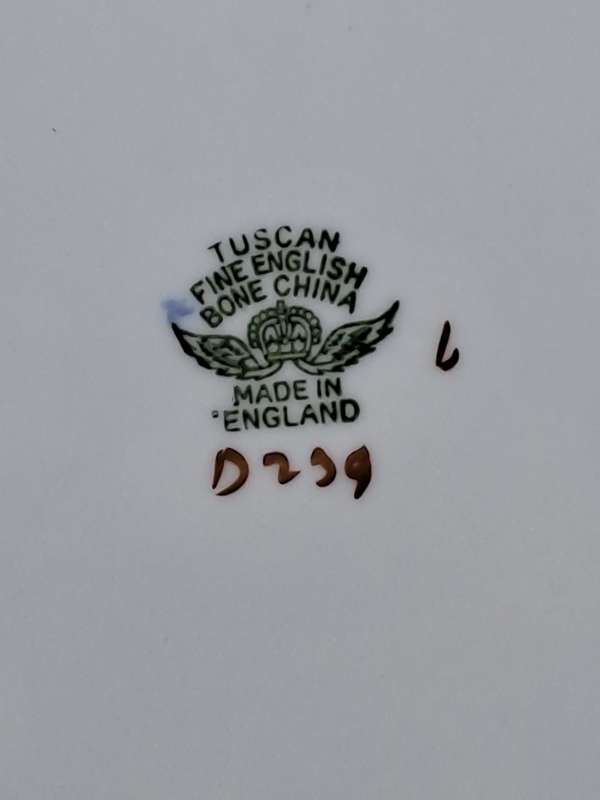 TUSCAN
FINE ENGLISH
BONE CHINA
MADE IN
ENGLAND
D239